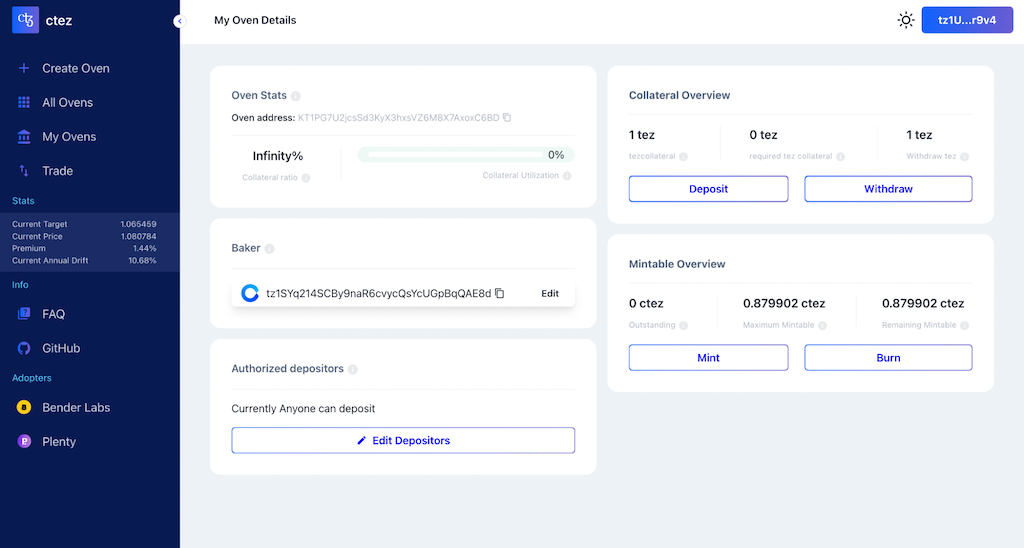 ctez
My Oven Details
tz1U...r9v4
Create Oven
All Ovens
My Ovens
Trade
Stats
Current Target 1.065459
Current Price 1.080784
Premium 1.44%
Current Annual Drift 10.68%
Info
FAQ
GitHub
Adopters
Bender Labs
Plenty
Oven Stats
Oven address: KT1PG7U2jcsSd3KyX3hxsVZ6M8X7AxoxC6BD
Infinity%
Collateral ratio
0%
Collateral Utilization
Baker
tz1SYq214SCBy9naR6cvycQsYcUGpBqQAE8d
Edit
Authorized depositors
Currently Anyone can deposit
Edit Depositors
Collateral Overview
1 tez 0 tez 1 tez
tezcollateral required tez collateral Withdraw tez
Deposit Withdraw
Mintable Overview
0 ctez 0.879902 ctez 0.879902 ctez
Outstanding Maximum Mintable Remaining Mintable
Mint Burn